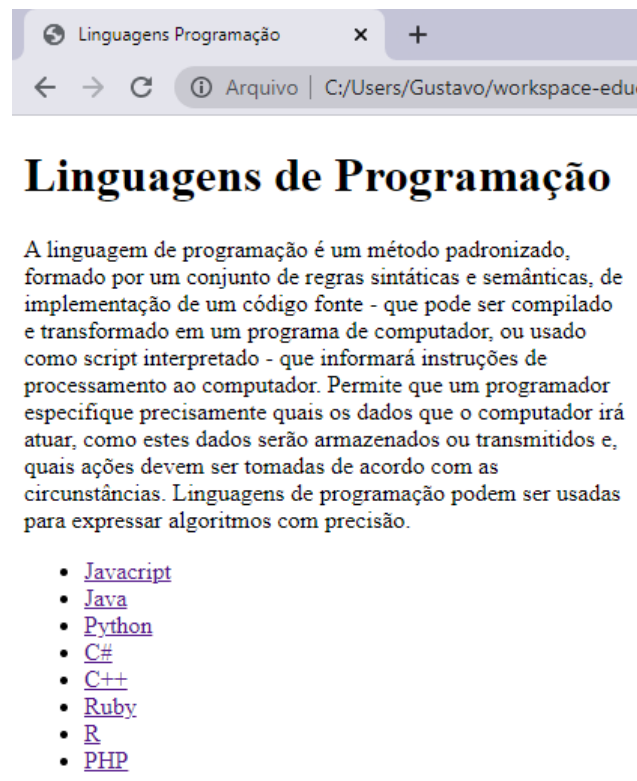 Linguagens Programação
Arquivo | C:/Users/Gustavo/workspace-edu
Linguagens de Programação
A linguagem de programação é um método padronizado,
formado por um conjunto de regras sintáticas e semânticas, de
implementação de um código fonte - que pode ser compilado
e transformado em um programa de computador, ou usado
como script interpretado - que informará instruções de
processamento ao computador. Permite que um programador
especifique precisamente quais os dados que o computador irá
atuar, como estes dados serão armazenados ou transmitidos e,
quais ações devem ser tomadas de acordo com as
circunstâncias. Linguagens de programação podem ser usadas
para expressar algoritmos com precisão.
Javacript
Java
Python
C#
C++
Ruby
R
PHP